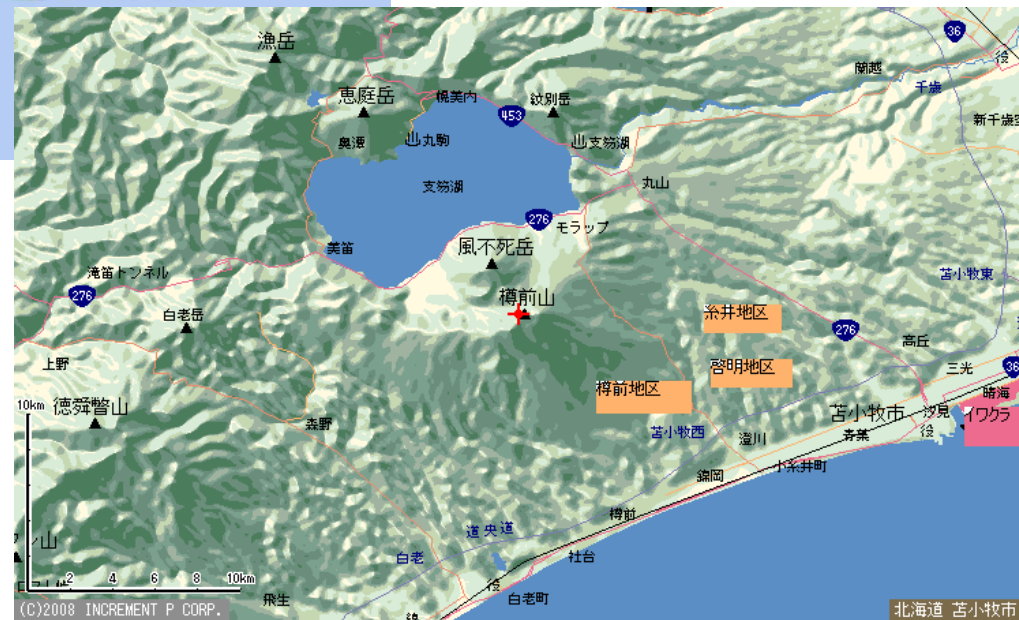 漁岳
36
役
蘭越
千歳
恵庭岳
幌美内
紋別岳
453
新千歳空
奥潭
丸駒
支笏湖
支笏湖
丸山
276
モラップ
美笛
風不死岳
滝笛トンネル
苫小牧東
276
樽前山
白老岳
糸井地区
276
高丘
上野
啓明地区
三光
36
樽前地区
晴海
10km
徳舜瞥山
森野
苫小牧市
汐見
イワクラ
苫小牧西
澄川
青葉
役
小糸井町
錦岡
樽前
道央道
白老
社台
2 4 6 8 10km
役
飛生
白老町
(C)2008 INCREMENT P CORP.
北海道 苫小牧市